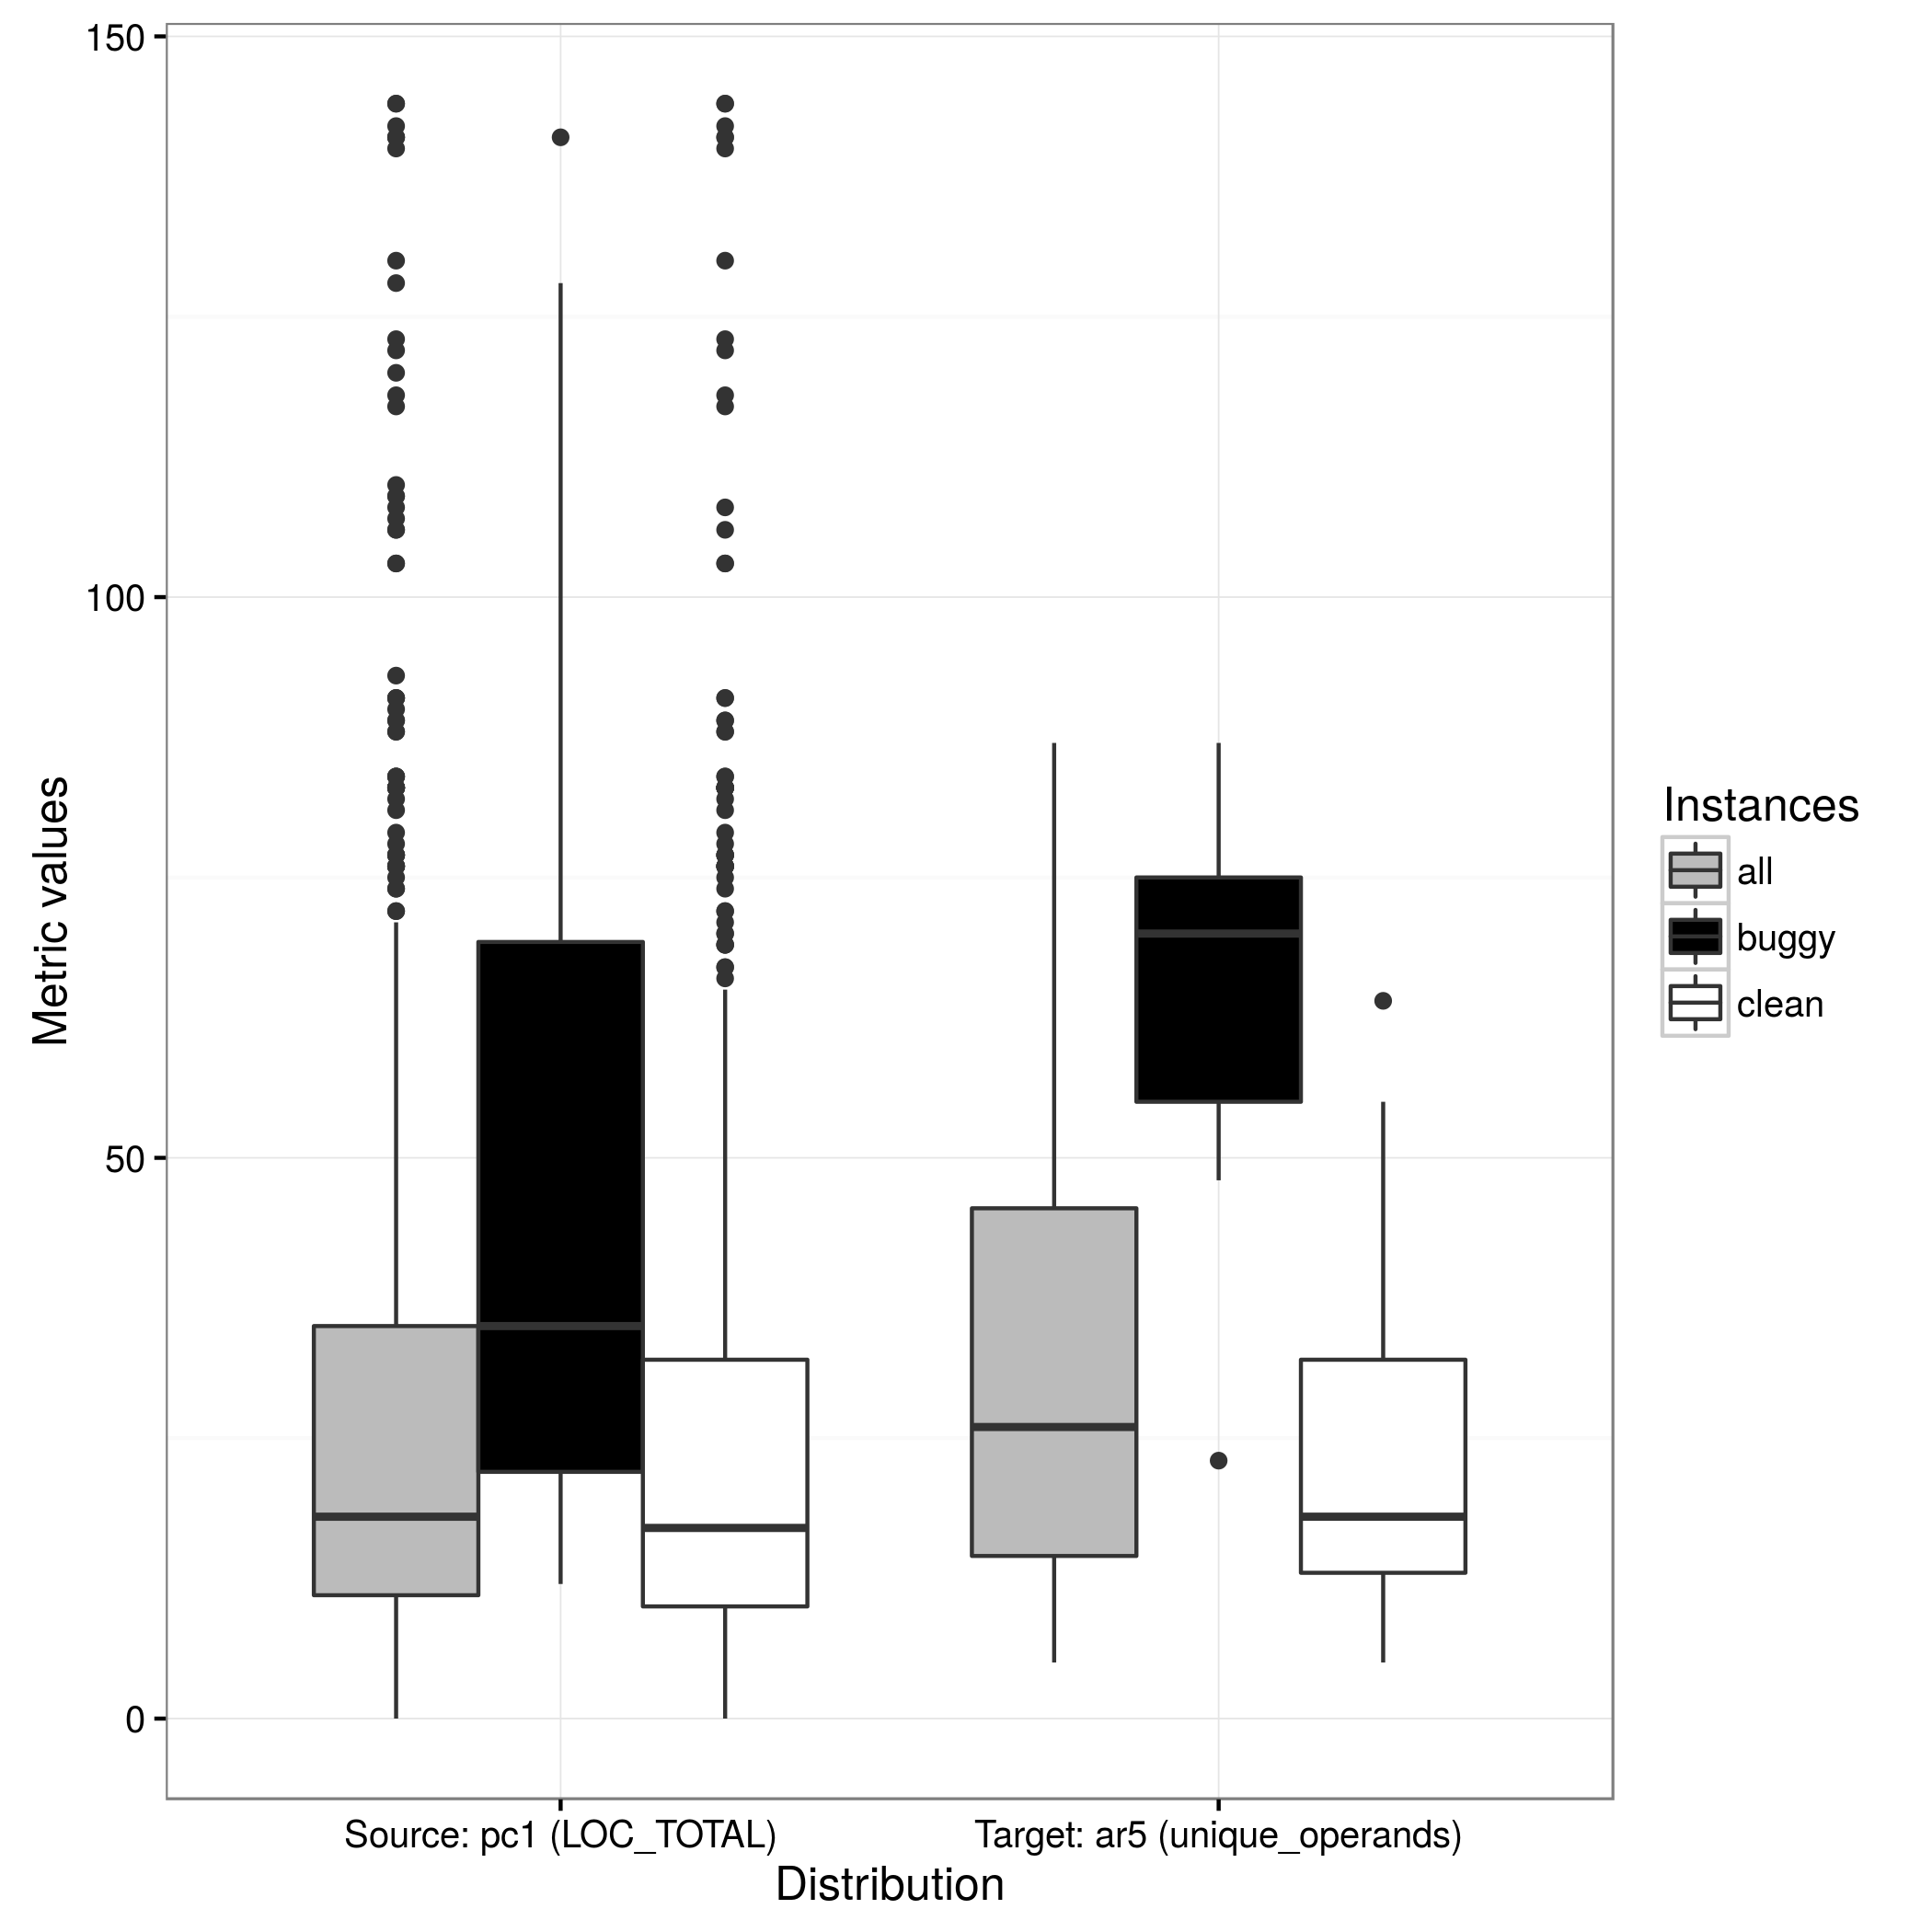 150
100
50
0
Metric values
Source: pc1 (LOC_TOTAL)
Target: ar5 (unique_operands)
Distribution
Instances
all
buggy
clean